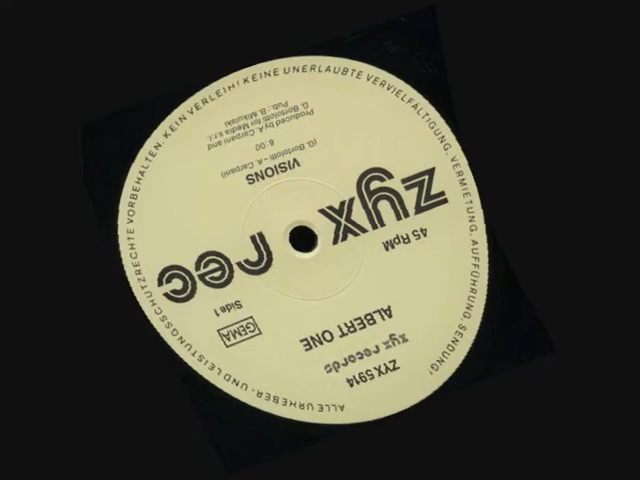 ZYX 5914
zyx records
ALBERT ONE
GEMA
Side 1
45 RpM
zyx rec
VISIONS
(G. Bortolotti - A. Carpani)
6:00
Produced by A. Carpani and
G. Bortolotti for Media s.r.l.
Pub.: B. Mikulski
ALLE URHEBER- UND LEISTUNGSSCHUTZRECHTE VORBEHALTEN. KEIN VERLEIH! KEINE UNERLAUBTE VERVIELFÄLTIGUNG, VERMIETUNG, AUFFÜHRUNG, SENDUNG!